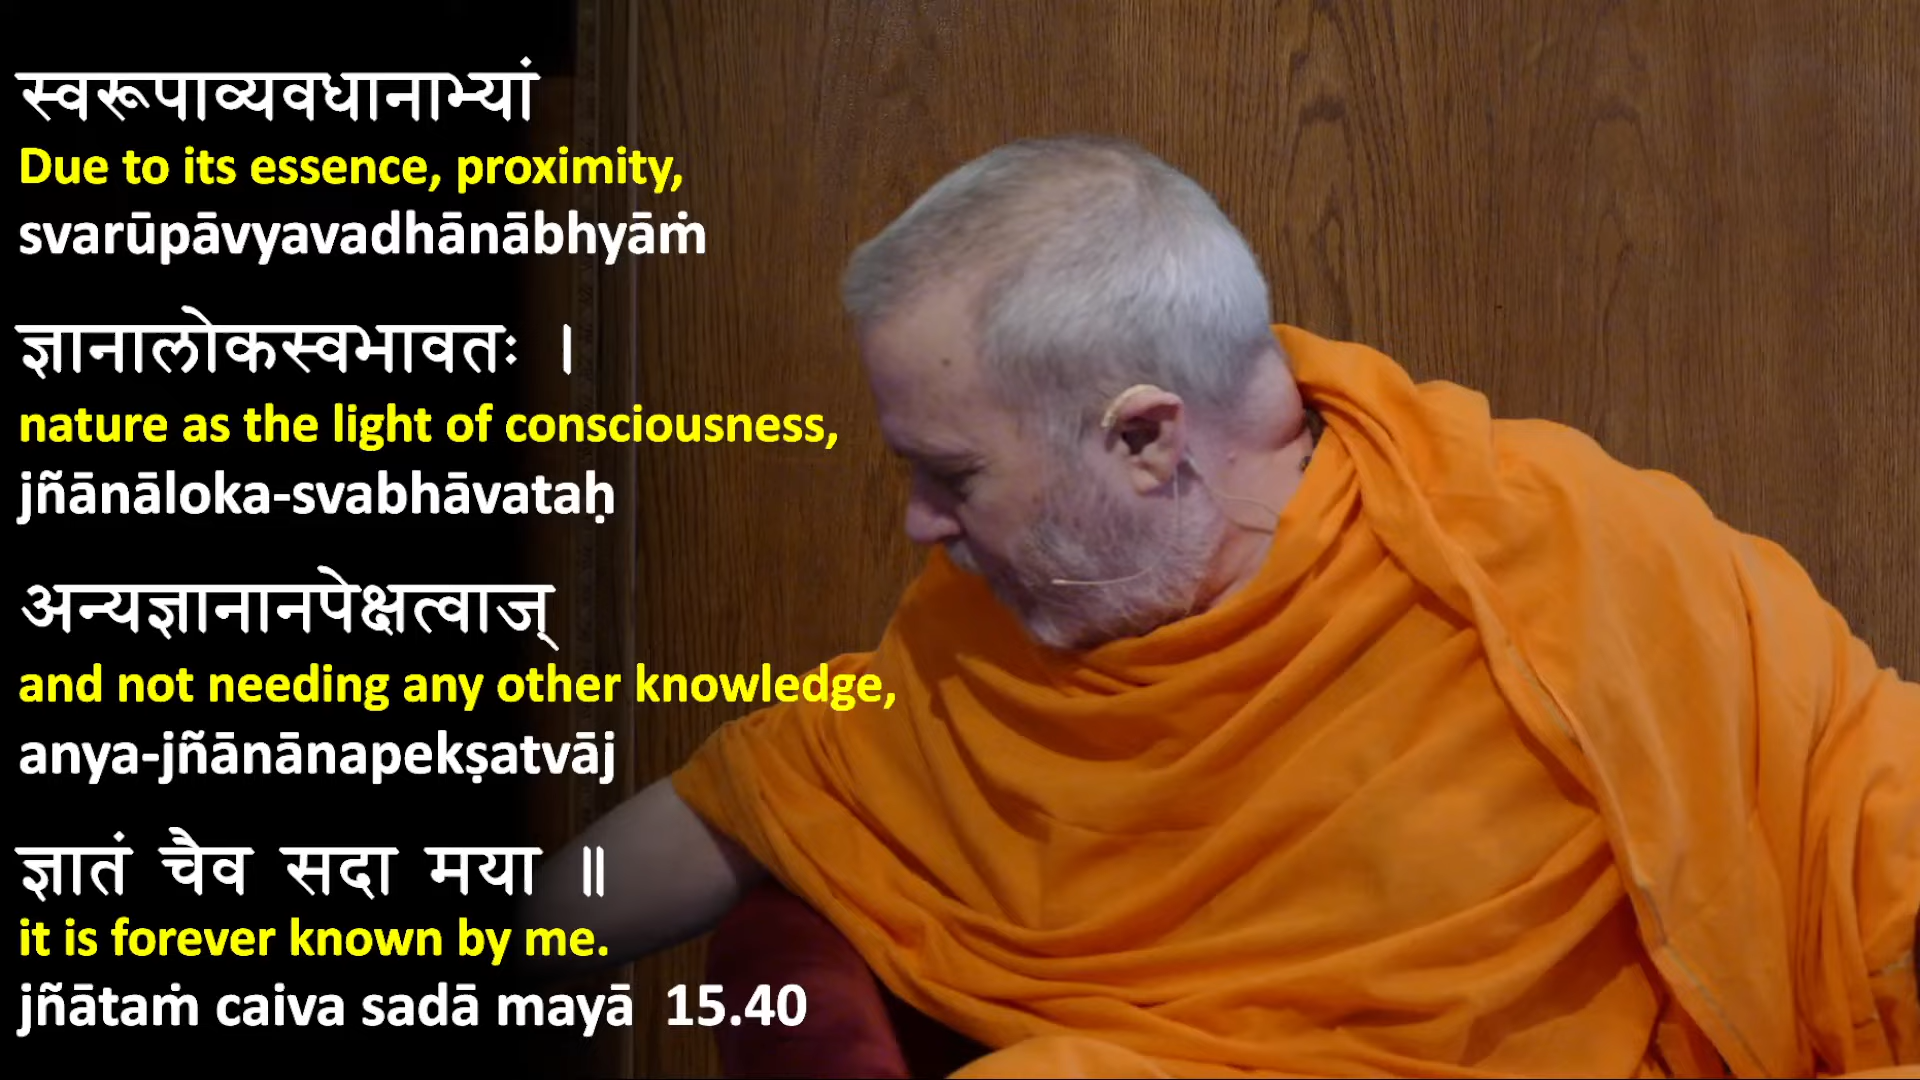 स्वरूपाव्यवधानाभ्यां
Due to its essence, proximity,
svarūpāvyavadhānābhyāṁ
ज्ञानालोकस्वभावतः ।
nature as the light of consciousness,
jñānāloka-svabhāvataḥ
अन्यज्ञानानपेक्षत्वाज्
and not needing any other knowledge,
anya-jñānānapekṣatvāj
ज्ञातं चैव सदा मया ॥
it is forever known by me.
jñātaṁ caiva sadā mayā 15.40